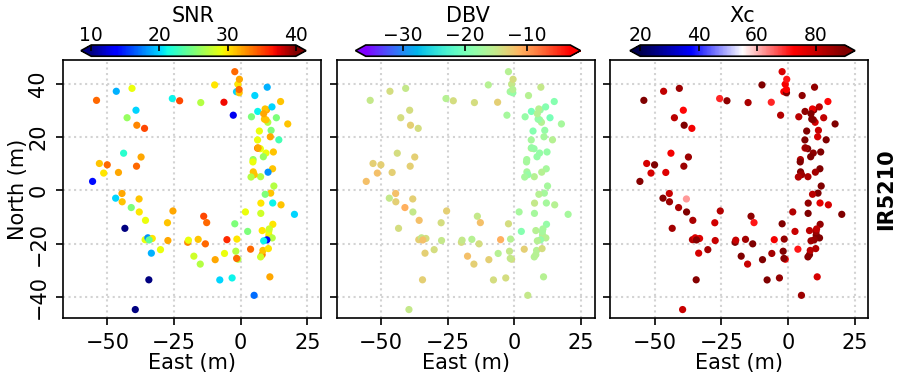 SNR DBV Xc
10 20 30 40 −30 −20 −10 20 40 60 80
North (m)
40
20
0
−20
−40
IR5210
−50 −25 0 25 −50 −25 0 25 −50 −25 0 25
East (m) East (m) East (m)